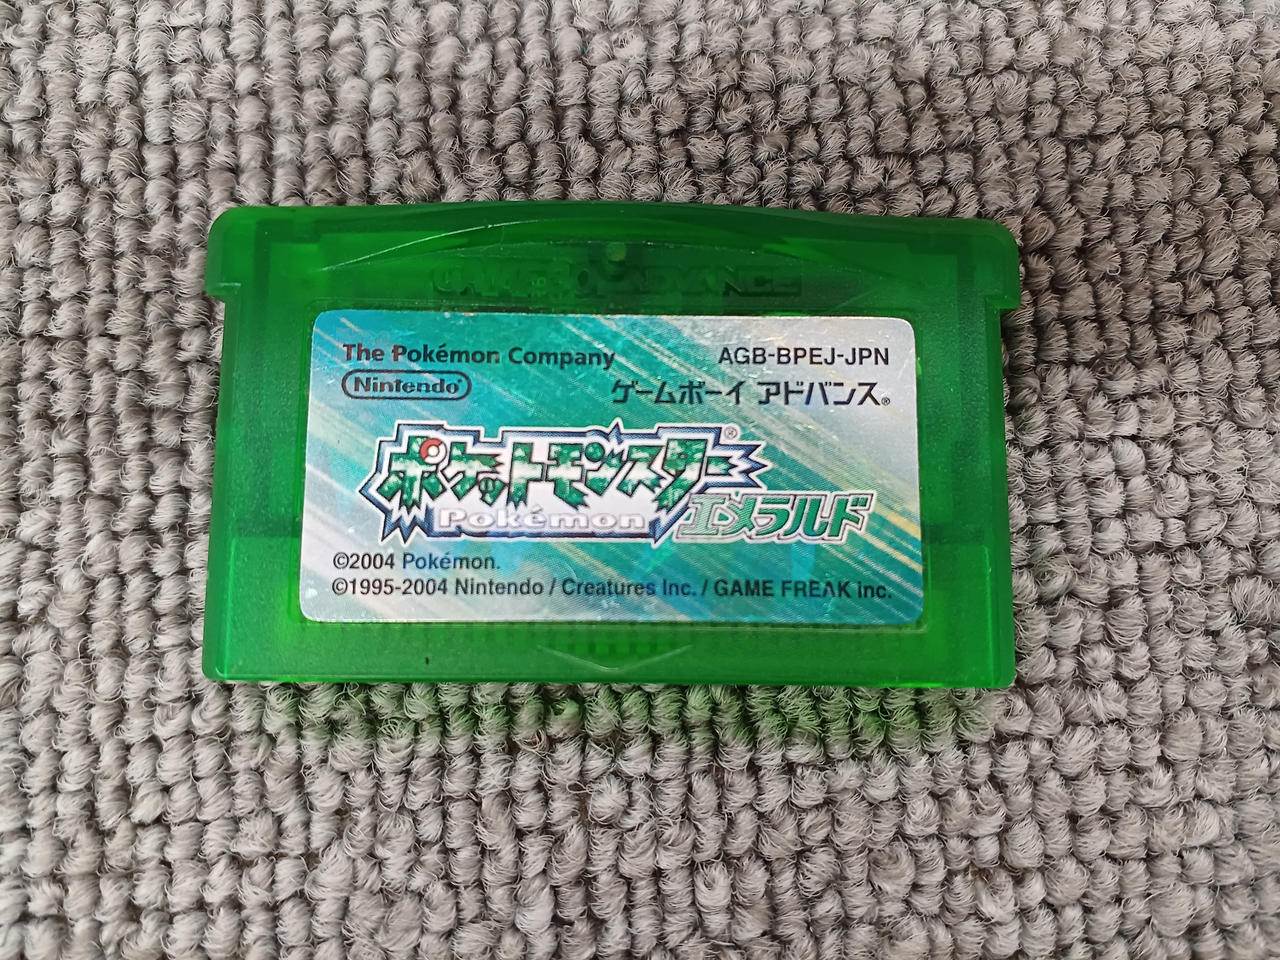 GAME BOY ADVANCE
The Pokémon Company
AGB-BPEJ-JPN
Nintendo®
ゲームボーイ アドバンス®
ポケットモンスター®
Pokémon
エメラルド
©2004 Pokémon.
©1995-2004 Nintendo / Creatures Inc. / GAME FREAK inc.